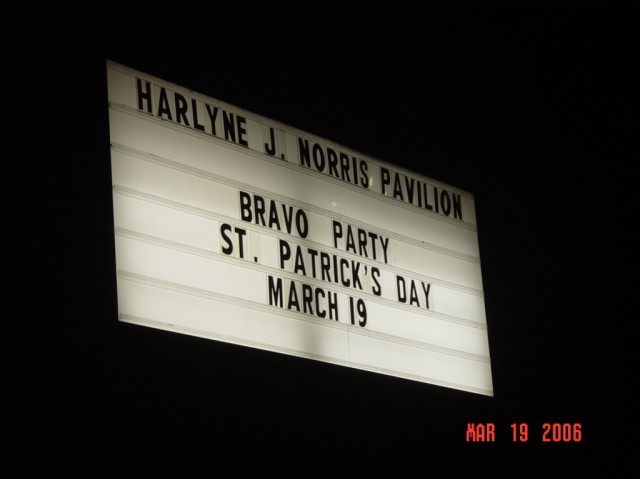 HARLYNE J. NORRIS PAVILION
BRAVO PARTY
ST. PATRICK'S DAY
MARCH 19
MAR 19 2006